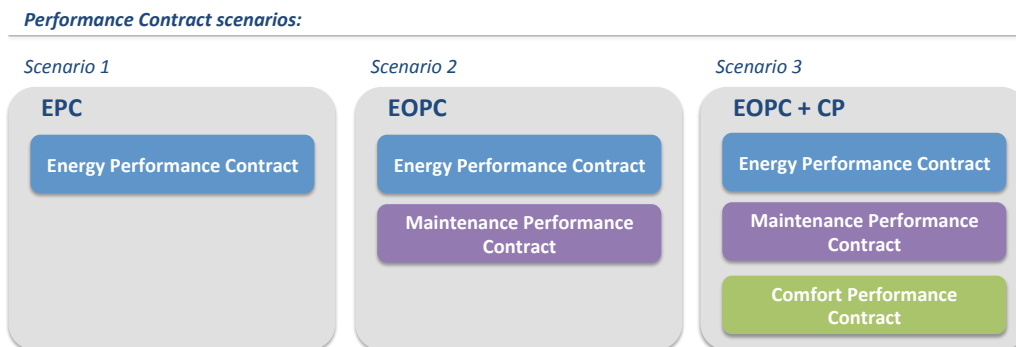 Performance Contract scenarios:
Scenario 1
EPC
Energy Performance Contract
Scenario 2
EOPC
Energy Performance Contract
Maintenance Performance
Contract
Scenario 3
EOPC + CP
Energy Performance Contract
Maintenance Performance
Contract
Comfort Performance
Contract